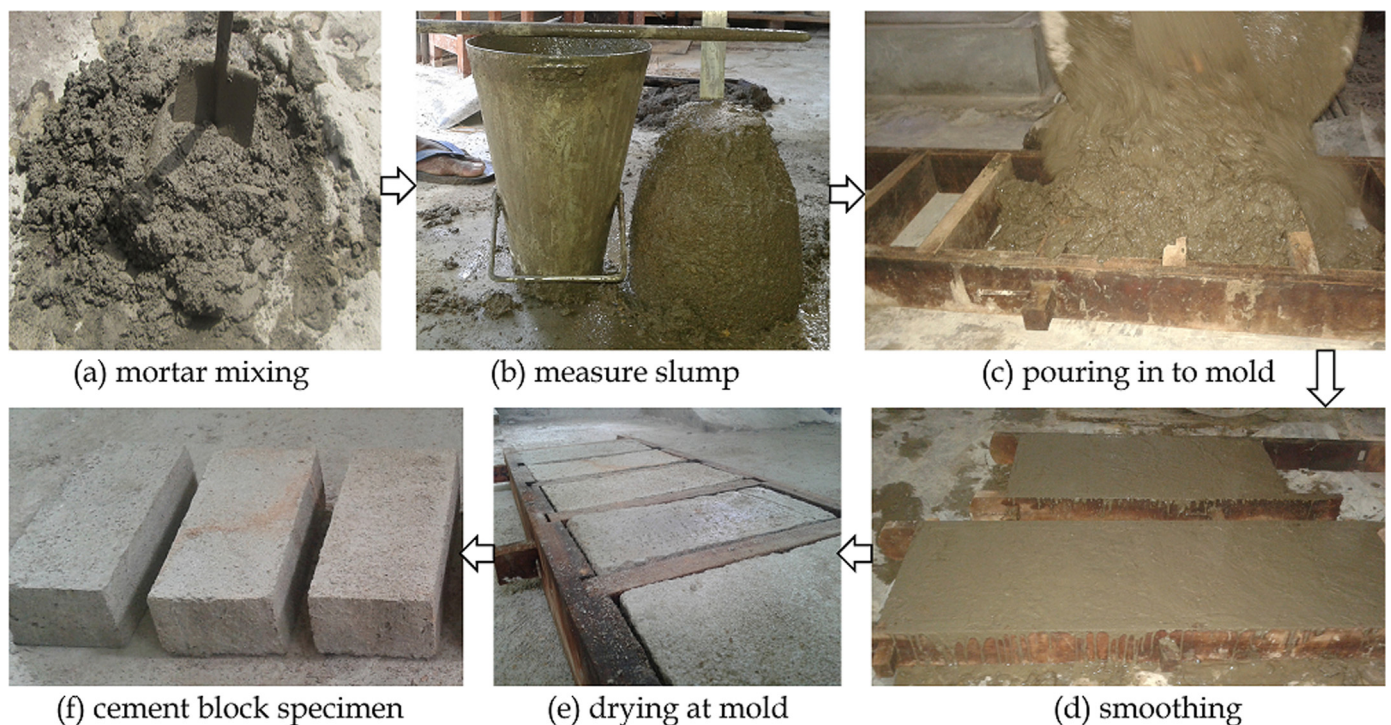 (a) mortar mixing
(b) measure slump
(c) pouring in to mold
(f) cement block specimen
(e) drying at mold
(d) smoothing